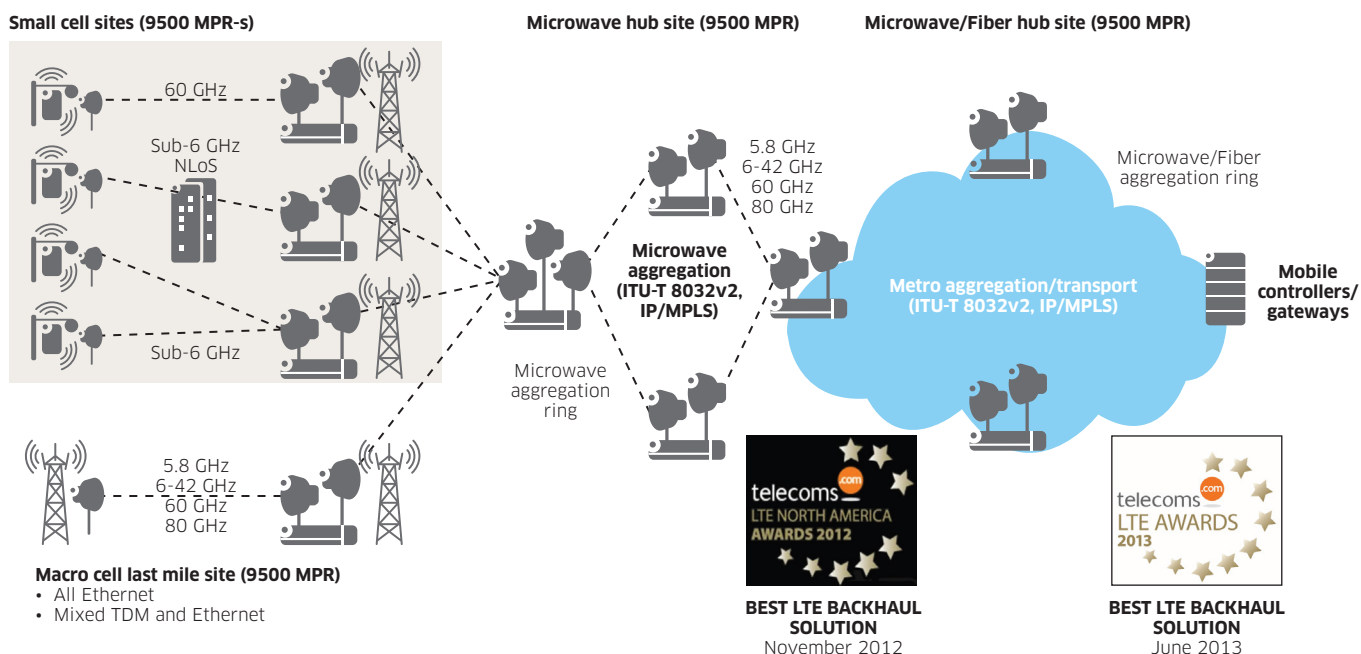 Small cell sites (9500 MPR-s)
Microwave hub site (9500 MPR)
Microwave/Fiber hub site (9500 MPR)
60 GHz
Sub-6 GHz
NLoS
Sub-6 GHz
5.8 GHz
6-42 GHz
60 GHz
80 GHz
Microwave
aggregation
(ITU-T 8032v2,
IP/MPLS)
Microwave
aggregation
ring
Microwave/Fiber
aggregation ring
Metro aggregation/transport
(ITU-T 8032v2, IP/MPLS)
Mobile
controllers/
gateways
5.8 GHz
6-42 GHz
60 GHz
80 GHz
Macro cell last mile site (9500 MPR)
• All Ethernet
• Mixed TDM and Ethernet
telecoms.com
LTE NORTH AMERICA
AWARDS 2012
BEST LTE BACKHAUL
SOLUTION
November 2012
telecoms.com
LTE AWARDS
2013
BEST LTE BACKHAUL
SOLUTION
June 2013